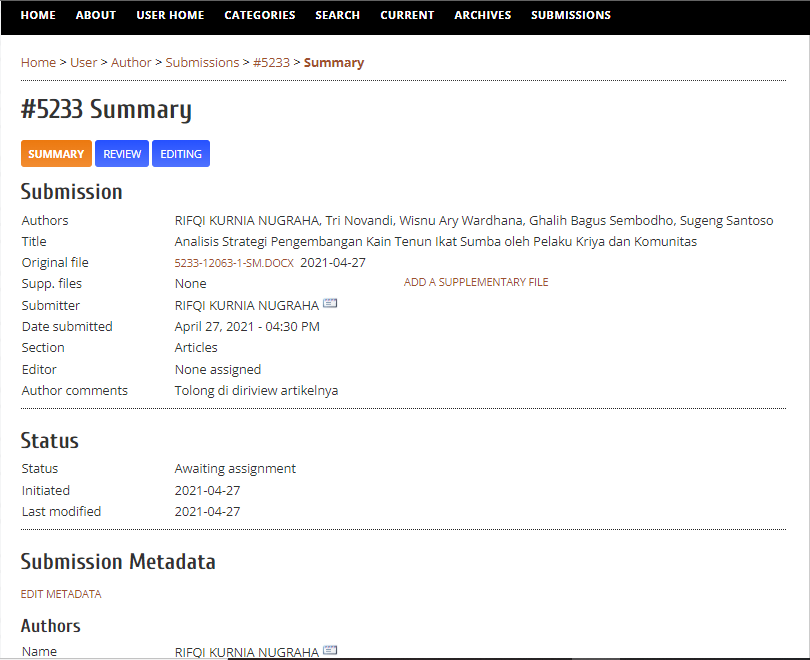 HOME ABOUT USER HOME CATEGORIES SEARCH CURRENT ARCHIVES SUBMISSIONS
Home > User > Author > Submissions > #5233 > Summary
#5233 Summary
SUMMARY REVIEW EDITING
Submission
Authors RIFQI KURNIA NUGRAHA, Tri Novandi, Wisnu Ary Wardhana, Ghalih Bagus Sembodho, Sugeng Santoso
Title Analisis Strategi Pengembangan Kain Tenun Ikat Sumba oleh Pelaku Kriya dan Komunitas
Original file 5233-12063-1-SM.DOCX 2021-04-27
Supp. files None ADD A SUPPLEMENTARY FILE
Submitter RIFQI KURNIA NUGRAHA
Date submitted April 27, 2021 - 04:30 PM
Section Articles
Editor None assigned
Author comments Tolong di diriview artikelnya
Status
Status Awaiting assignment
Initiated 2021-04-27
Last modified 2021-04-27
Submission Metadata
EDIT METADATA
Authors
Name RIFQI KURNIA NUGRAHA